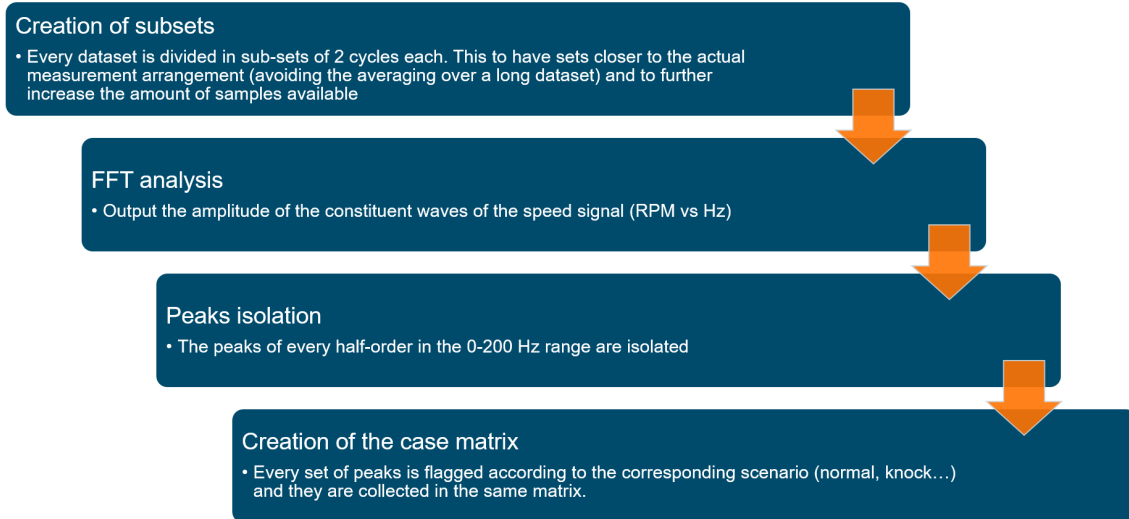 Creation of subsets
• Every dataset is divided in sub-sets of 2 cycles each. This to have sets closer to the actual
measurement arrangement (avoiding the averaging over a long dataset) and to further
increase the amount of samples available
FFT analysis
• Output the amplitude of the constituent waves of the speed signal (RPM vs Hz)
Peaks isolation
• The peaks of every half-order in the 0-200 Hz range are isolated
Creation of the case matrix
• Every set of peaks is flagged according to the corresponding scenario (normal, knock…)
and they are collected in the same matrix.